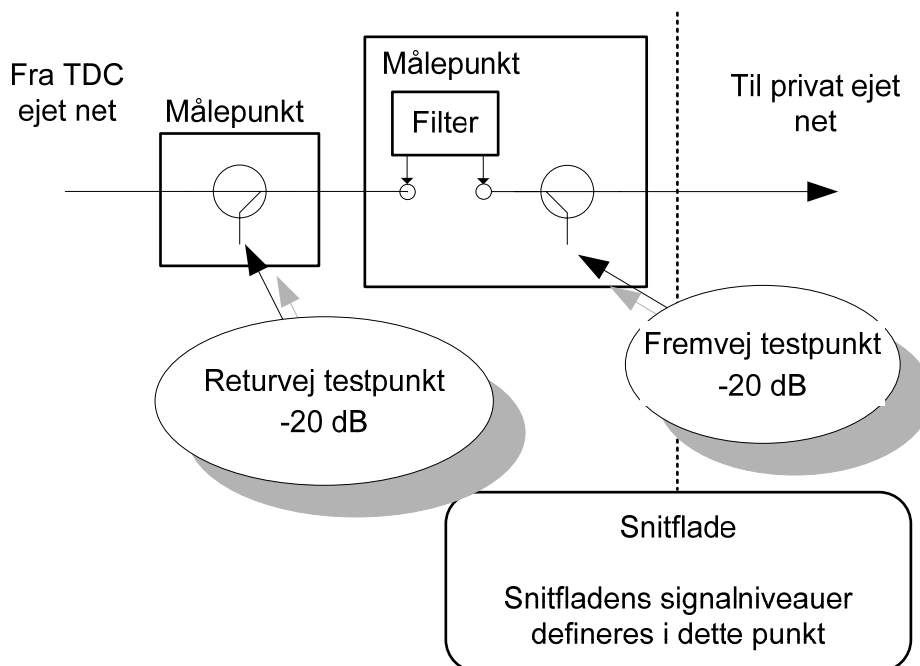 Fra TDC
ejet net
Målepunkt
Målepunkt
Filter
Til privat ejet
net
Returvej testpunkt
-20 dB
Fremvej testpunkt
-20 dB
Snitflade
Snitfladens signalniveauer
defineres i dette punkt